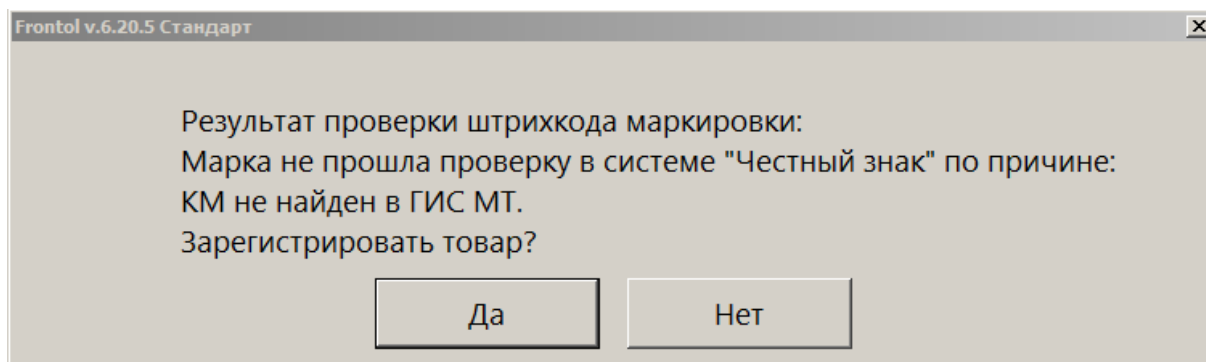 Frontol v.6.20.5 Стандарт
Результат проверки штрихкода маркировки:
Марка не прошла проверку в системе "Честный знак" по причине:
КМ не найден в ГИС МТ.
Зарегистрировать товар?
Да Нет